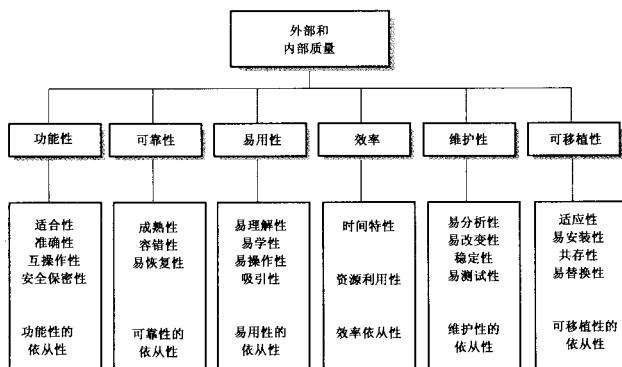 外部和
内部质量
功能性
可靠性
易用性
效率
维护性
可移植性
适合性
准确性
互操作性
安全保密性
功能性的
依从性
成熟性
容错性
易恢复性
可靠性的
依从性
易理解性
易学性
易操作性
吸引性
易用性的
依从性
时间特性
资源利用性
效率依从性
易分析性
易改变性
稳定性
易测试性
维护性的
依从性
适应性
易安装性
共存性
易替换性
可移植性的
依从性